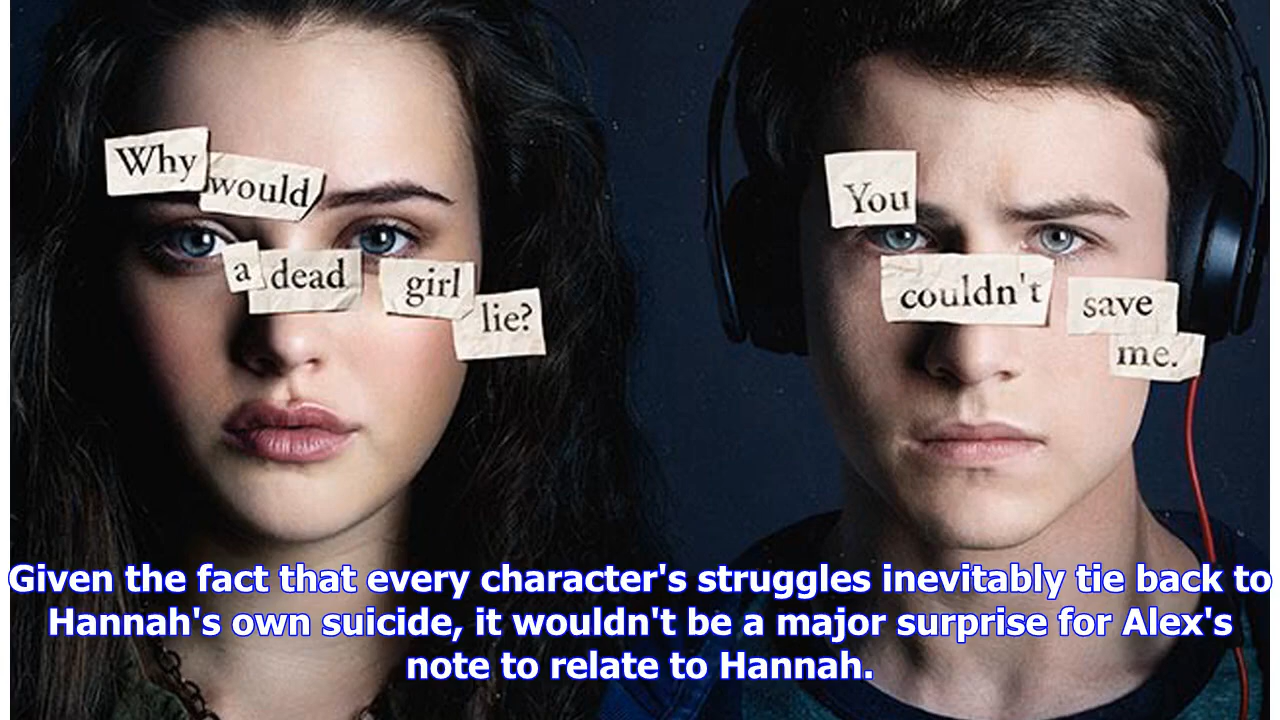 Why would
a dead girl
lie?
You
couldn't save
me.
Given the fact that every character's struggles inevitably tie back to
Hannah's own suicide, it wouldn't be a major surprise for Alex's
note to relate to Hannah.